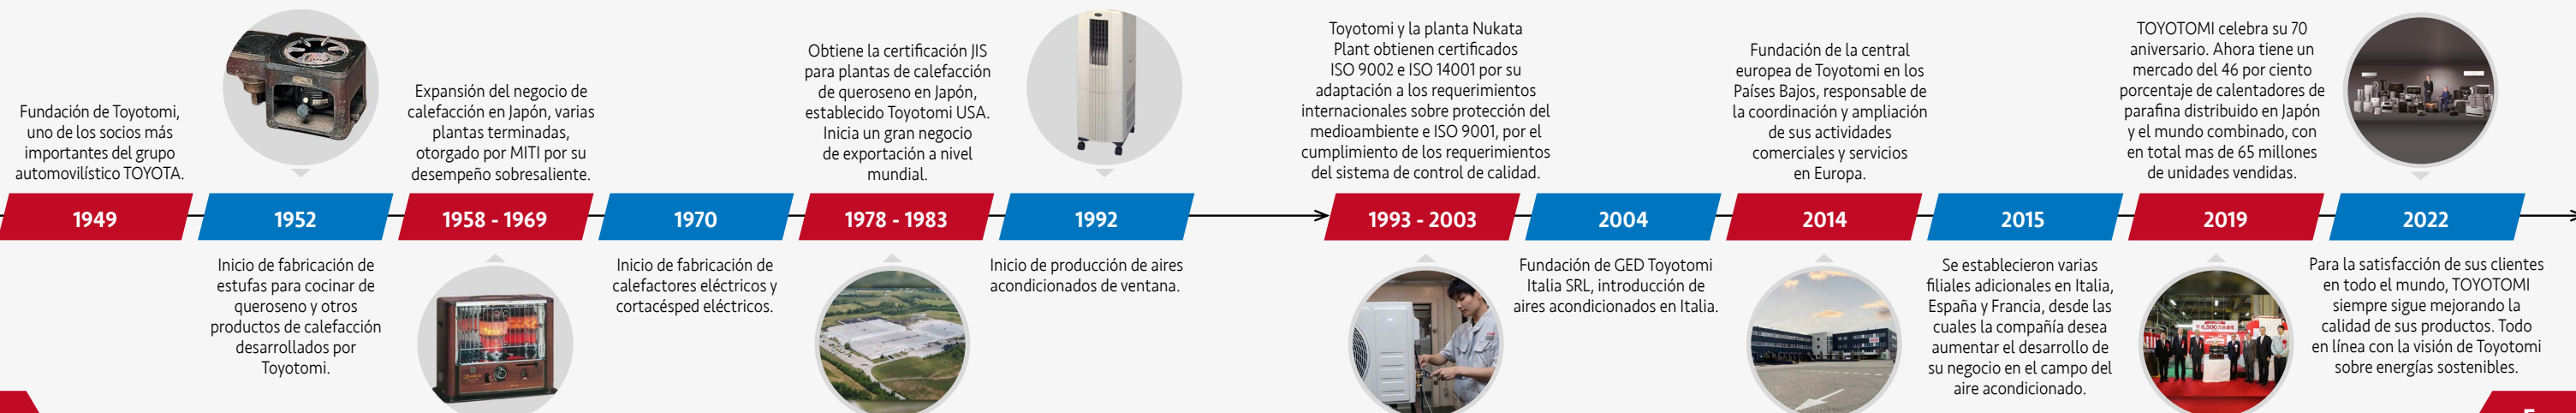 Fundación de Toyotomi,
uno de los socios más
importantes del grupo
automovilístico TOYOTA.
1949
1952
Inicio de fabricación de
estufas para cocinar de
queroseno y otros
productos de calefacción
desarrollados por
Toyotomi.
Expansión del negocio de
calefacción en Japón, varias
plantas terminadas,
otorgado por MITI por su
desempeño sobresaliente.
1958 - 1969
1970
Inicio de fabricación de
calefactores eléctricos y
cortacésped eléctricos.
Obtiene la certificación JIS
para plantas de calefacción
de queroseno en Japón,
establecido Toyotomi USA.
Inicia un gran negocio
de exportación a nivel
mundial.
1978 - 1983
1992
Inicio de producción de aires
acondicionados de ventana.
Toyotomi y la planta Nukata
Plant obtienen certificados
ISO 9002 e ISO 14001 por su
adaptación a los requerimientos
internacionales sobre protección del
medioambiente e ISO 9001, por el
cumplimiento de los requerimientos
del sistema de control de calidad.
1993 - 2003
2004
Fundación de GED Toyotomi
Italia SRL, introducción de
aires acondicionados en Italia.
Fundación de la central
europea de Toyotomi en los
Países Bajos, responsable de
la coordinación y ampliación
de sus actividades
comerciales y servicios
en Europa.
2014
2015
Se establecieron varias
filiales adicionales en Italia,
España y Francia, desde las
cuales la compañía desea
aumentar el desarrollo de
su negocio en el campo del
aire acondicionado.
TOYOTOMI celebra su 70
aniversario. Ahora tiene un
mercado del 46 por ciento
porcentaje de calentadores de
parafina distribuido en Japón
y el mundo combinado, con
en total mas de 65 millones
de unidades vendidas.
2019
2022
Para la satisfacción de sus clientes
en todo el mundo, TOYOTOMI
siempre sigue mejorando la
calidad de sus productos. Todo
en línea con la visión de Toyotomi
sobre energías sostenibles.